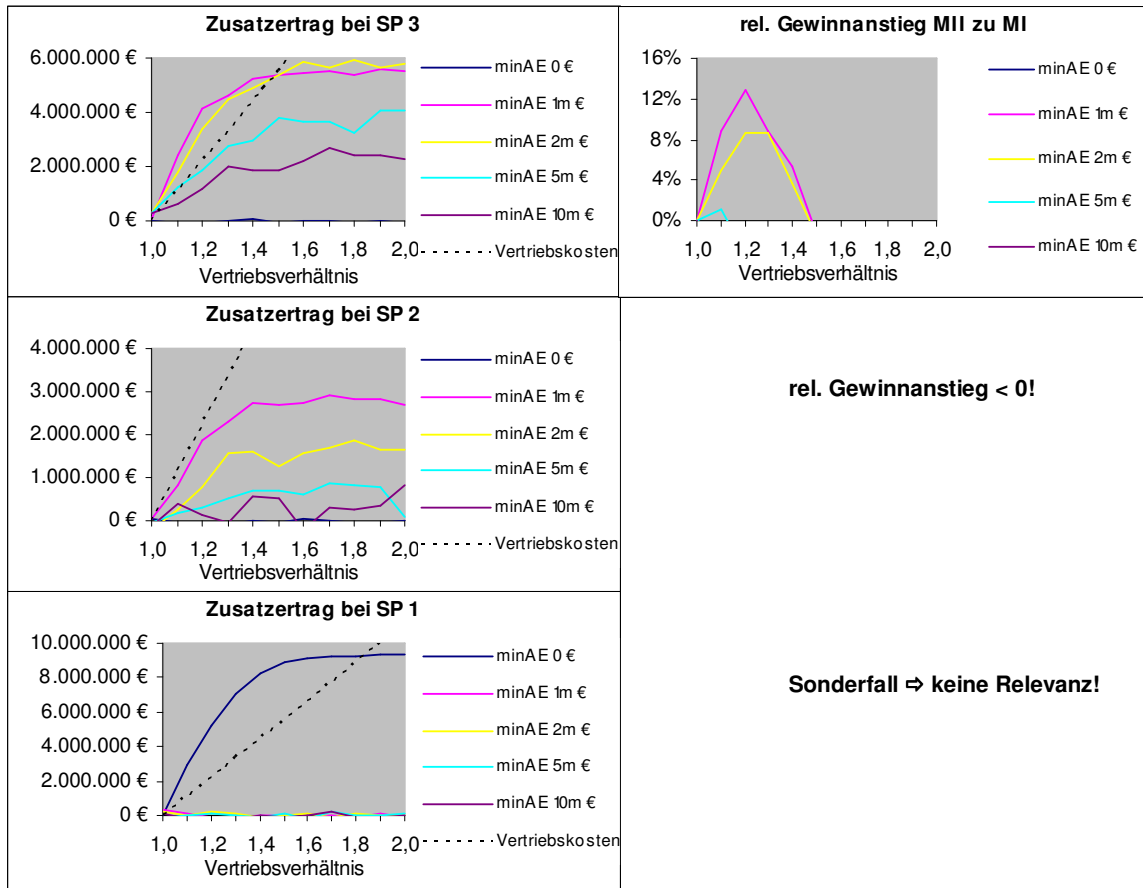 Zusatzertrag bei SP 3
6.000.000 €
4.000.000 €
2.000.000 €
0 €
1,0 1,2 1,4 1,6 1,8 2,0
Vertriebsverhältnis
minAE 0 €
minAE 1m €
minAE 2m €
minAE 5m €
minAE 10m €
Vertriebskosten
rel. Gewinnanstieg MII zu MI
16%
12%
8%
4%
0%
1,0 1,2 1,4 1,6 1,8 2,0
Vertriebsverhältnis
minAE 0 €
minAE 1m €
minAE 2m €
minAE 5m €
minAE 10m €
Zusatzertrag bei SP 2
4.000.000 €
3.000.000 €
2.000.000 €
1.000.000 €
0 €
1,0 1,2 1,4 1,6 1,8 2,0
Vertriebsverhältnis
minAE 0 €
minAE 1m €
minAE 2m €
minAE 5m €
minAE 10m €
Vertriebskosten
rel. Gewinnanstieg < 0!
Zusatzertrag bei SP 1
10.000.000 €
8.000.000 €
6.000.000 €
4.000.000 €
2.000.000 €
0 €
1,0 1,2 1,4 1,6 1,8 2,0
Vertriebsverhältnis
minAE 0 €
minAE 1m €
minAE 2m €
minAE 5m €
minAE 10m €
Vertriebskosten
Sonderfall ⇨ keine Relevanz!